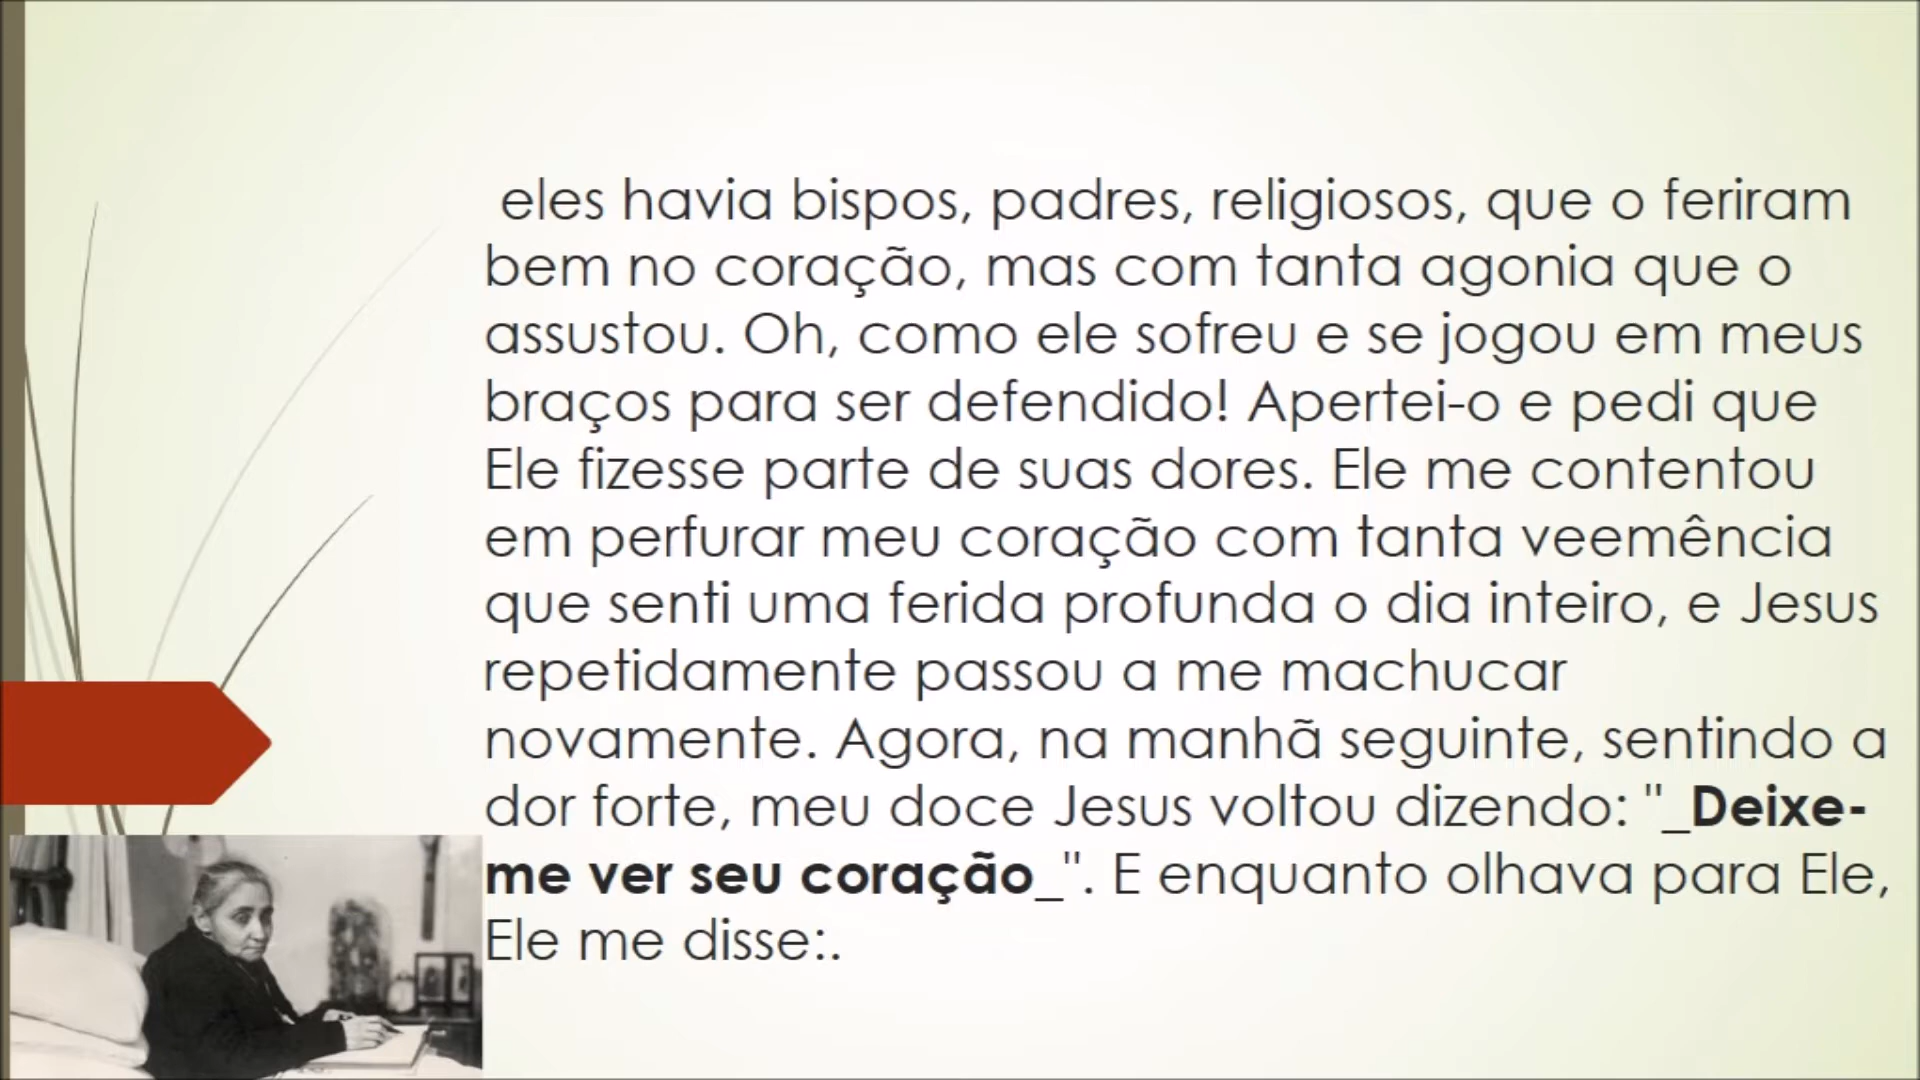 eles havia bispos, padres, religiosos, que o feriram
bem no coração, mas com tanta agonia que o
assustou. Oh, como ele sofreu e se jogou em meus
braços para ser defendido! Apertei-o e pedi que
Ele fizesse parte de suas dores. Ele me contentou
em perfurar meu coração com tanta veemência
que senti uma ferida profunda o dia inteiro, e Jesus
repetidamente passou a me machucar
novamente. Agora, na manhã seguinte, sentindo a
dor forte, meu doce Jesus voltou dizendo: "_Deixe-
me ver seu coração_". E enquanto olhava para Ele,
Ele me disse:.